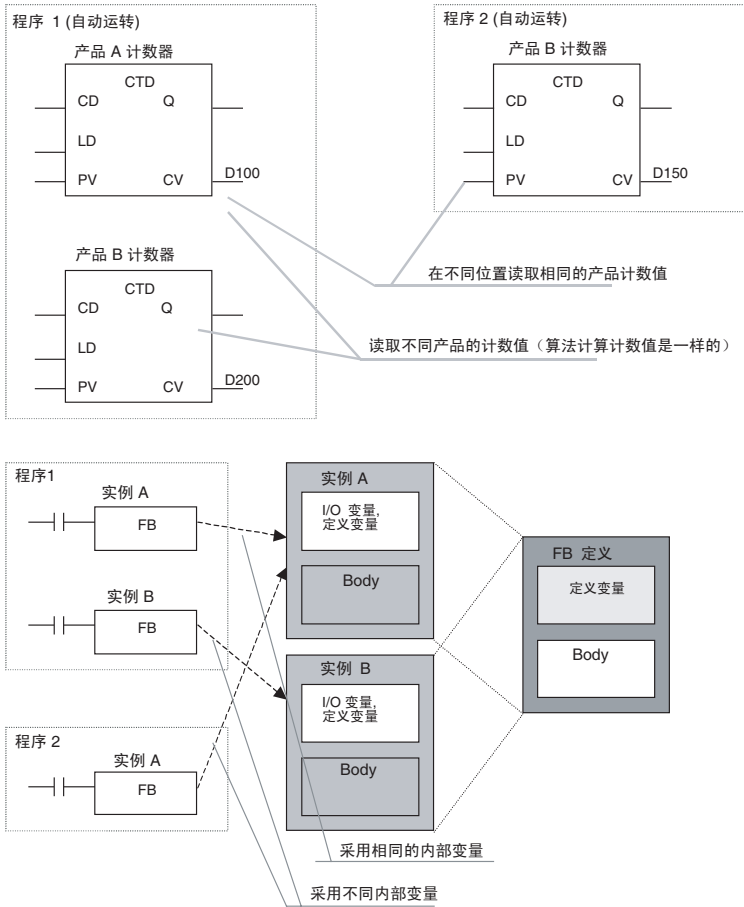 程序 1 (自动运转)
产品 A 计数器
CTD
CD Q
LD
PV CV D100
产品 B 计数器
CTD
CD Q
LD
PV CV D200
程序 2 (自动运转)
产品 B 计数器
CTD
CD Q
LD
PV CV D150
在不同位置读取相同的产品计数值
读取不同产品的计数值（算法计算计数值是一样的）
程序1
实例 A
FB
实例 B
FB
程序 2
实例 A
FB
实例 A
I/O 变量,
定义变量
Body
实例 B
I/O 变量,
定义变量
Body
FB 定义
定义变量
Body
采用相同的内部变量
采用不同内部变量